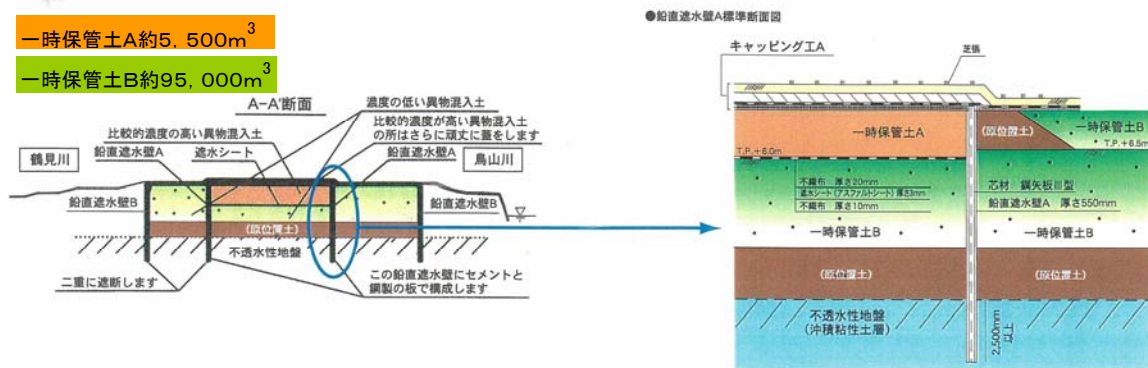 一時保管土A約5,500m³
一時保管土B約95,000m³
A-A'断面
濃度の低い異物混入土
比較的濃度が高い異物混入土
の所はさらに頑丈に蓋をします
比較的濃度の高い異物混入土
鶴見川
鉛直遮水壁A
遮水シート
鉛直遮水壁A
鳥山川
鉛直遮水壁B
鉛直遮水壁B
(原位置土)
不透水性地盤
二重に遮断します
この鉛直遮水壁にセメントと
鋼製の板で構成します
●鉛直遮水壁A標準断面図
キャッピング工A
芝張
一時保管土A
(原位置土)
一時保管土B
T.P.+6.0m
T.P.+6.5m
不織布 厚さ20mm
遮水シート(アスファルトシート)厚さ3mm
不織布 厚さ10mm
芯材 鋼矢板Ⅲ型
鉛直遮水壁A 厚さ550mm
一時保管土B
一時保管土B
(原位置土)
(原位置土)
不透水性地盤
(沖積粘性土層)
2,500mm
以上